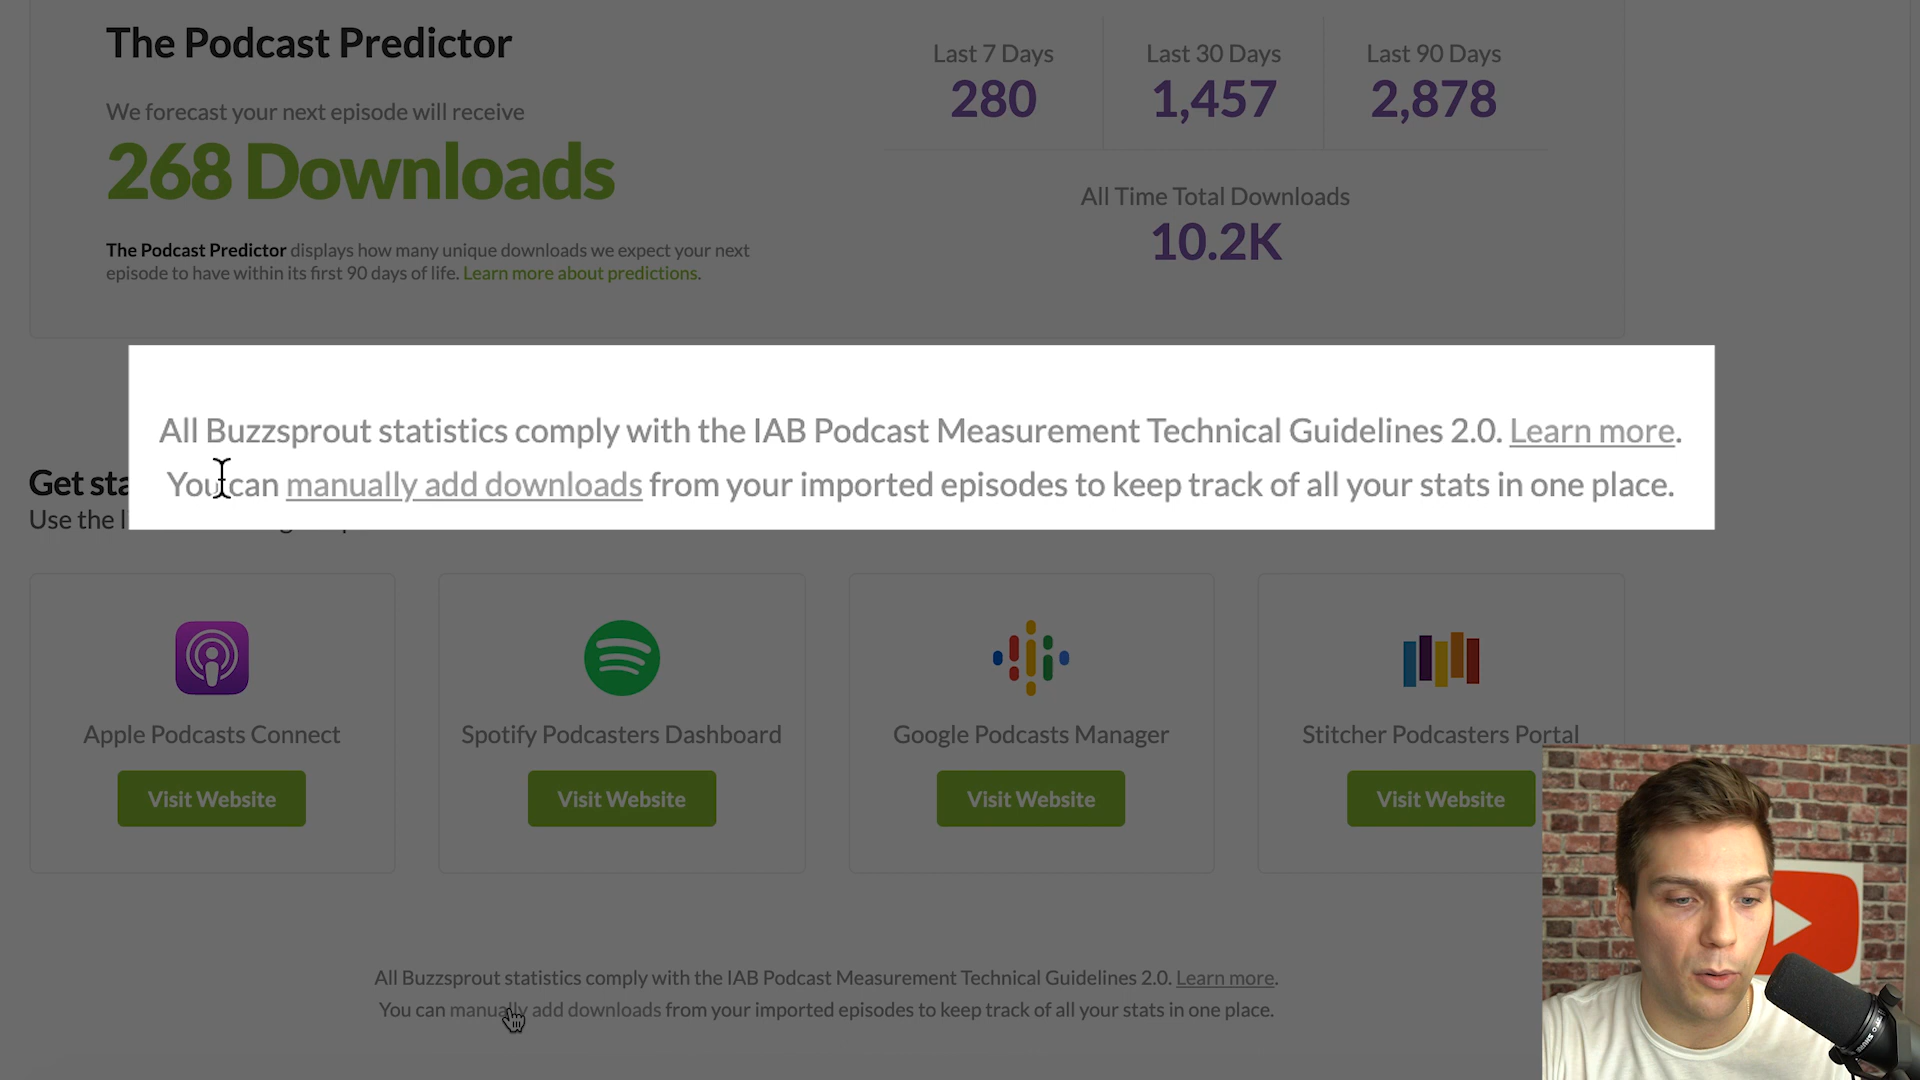 The Podcast Predictor
We forecast your next episode will receive
268 Downloads
The Podcast Predictor displays how many unique downloads we expect your next
episode to have within its first 90 days of life. Learn more about predictions.
Last 7 Days
280
Last 30 Days
1,457
Last 90 Days
2,878
All Time Total Downloads
10.2K
All Buzzsprout statistics comply with the IAB Podcast Measurement Technical Guidelines 2.0. Learn more.
You can manually add downloads from your imported episodes to keep track of all your stats in one place.
Get
Use the
Apple Podcasts Connect
Visit Website
Spotify Podcasters Dashboard
Visit Website
Google Podcasts Manager
Visit Website
Stitcher Podcasters Portal
Visit Website
All Buzzsprout statistics comply with the IAB Podcast Measurement Technical Guidelines 2.0. Learn more.
You can manually add downloads from your imported episodes to keep track of all your stats in one place.